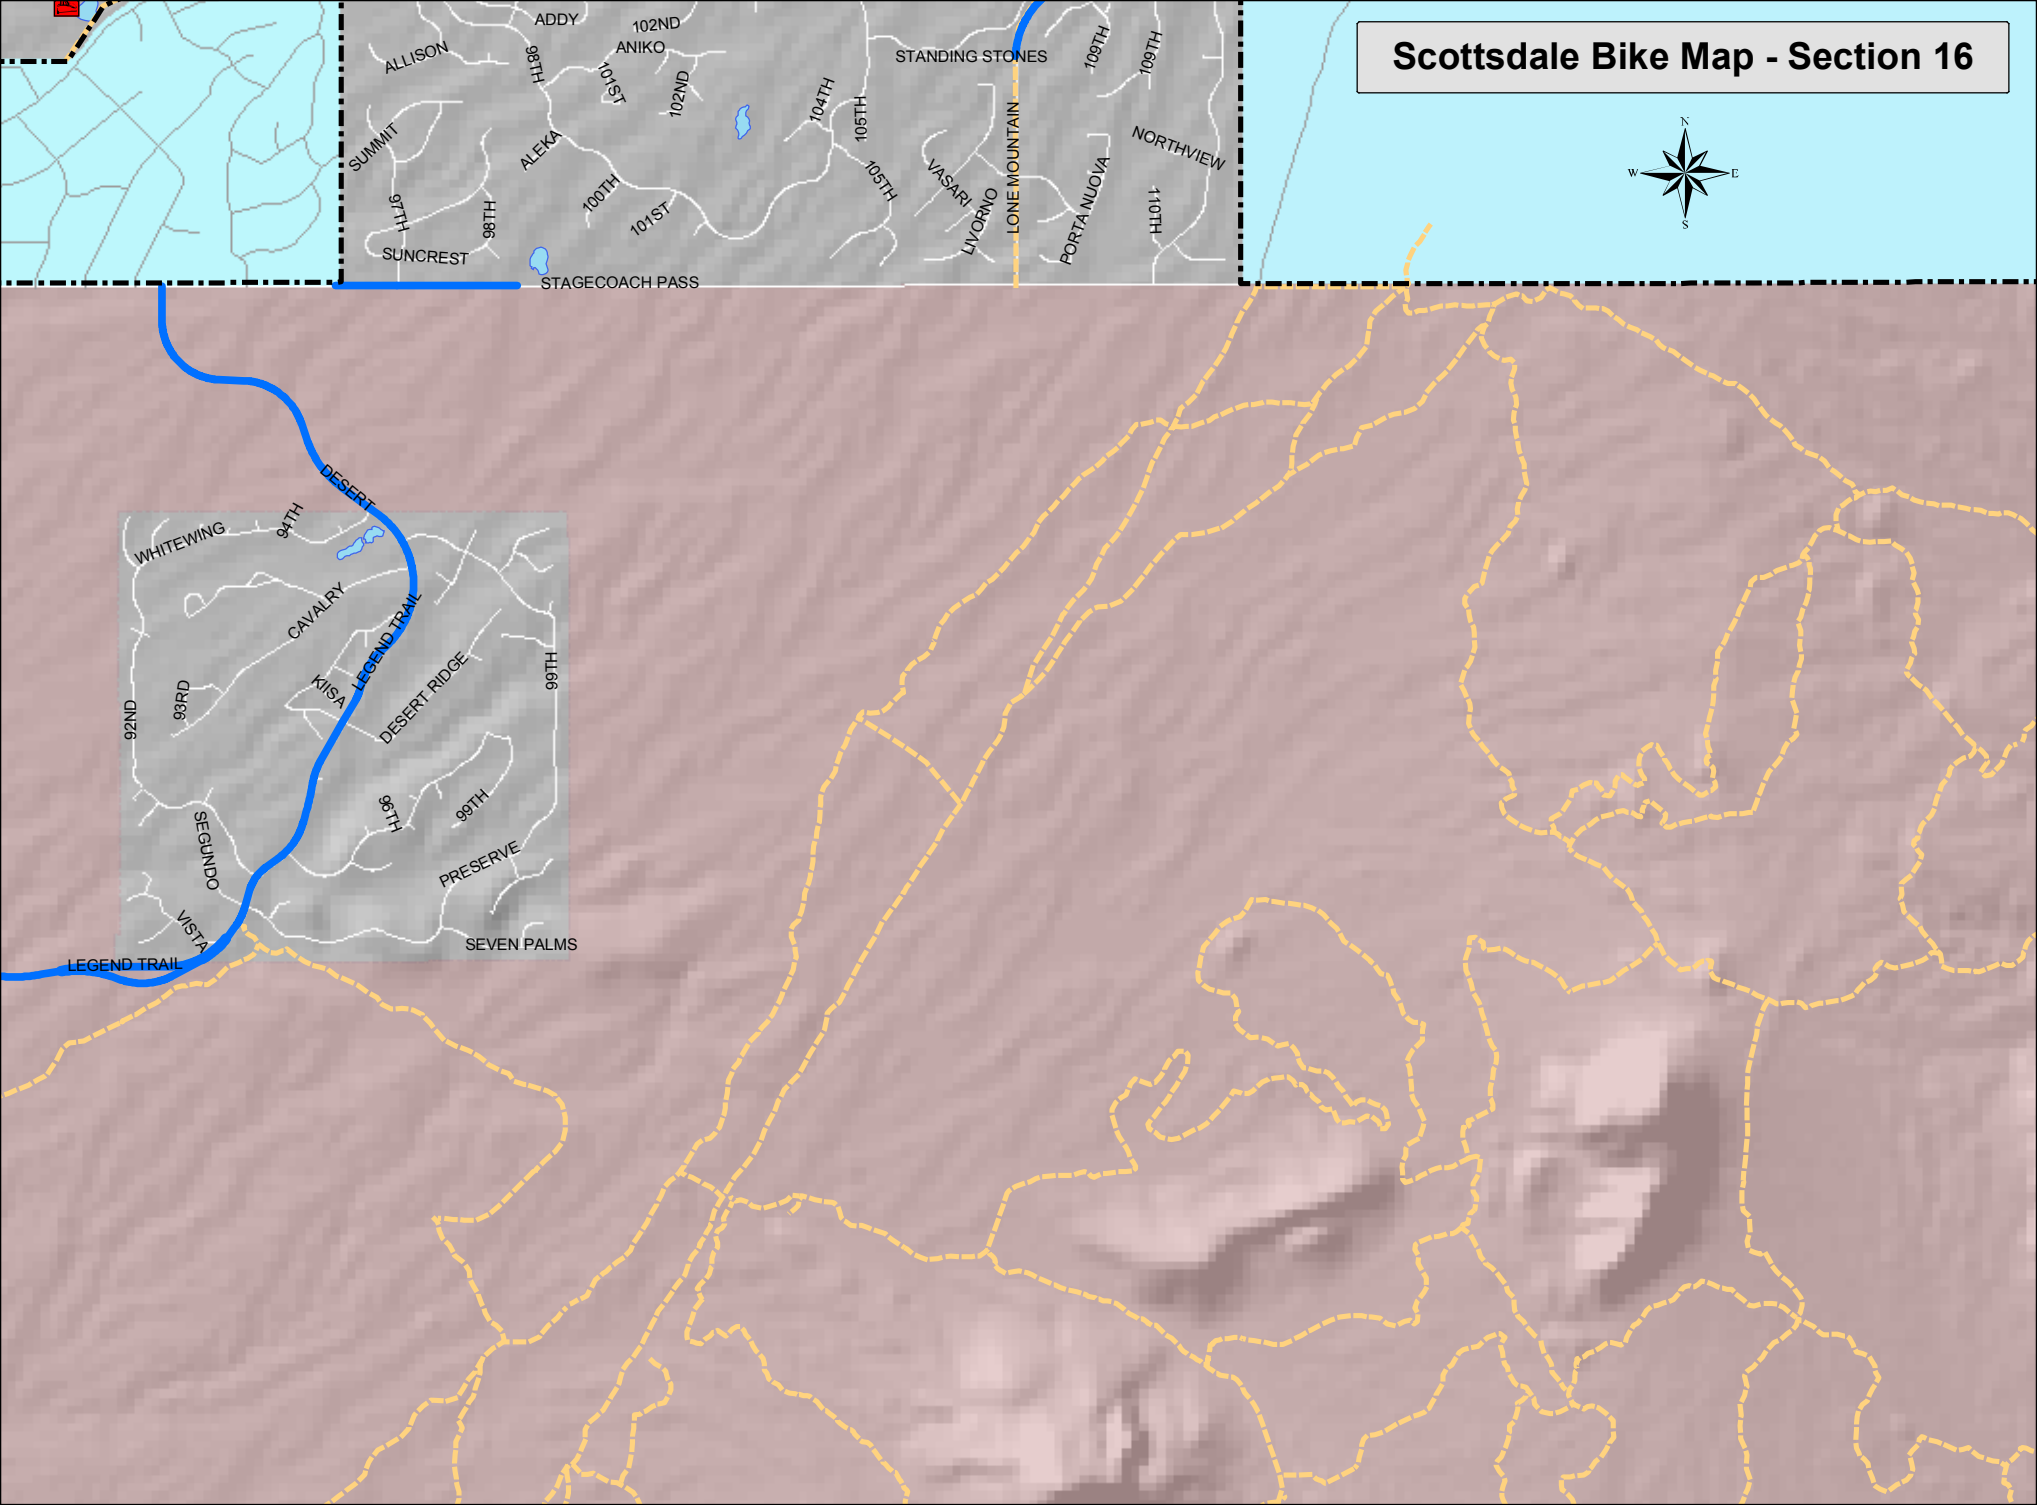 Scottsdale Bike Map - Section 16
N
W
E
S
ADDY
102ND
ANIKO
ALLISON
98TH
101ST
102ND
104TH
105TH
STANDING STONES
109TH
109TH
SUMMIT
ALEKA
105TH
VASARI
LONE MOUNTAIN
NORTHVIEW
97TH
98TH
100TH
101ST
LIVORNO
PORTA NUOVA
110TH
SUNCREST
STAGECOACH PASS
DESERT
94TH
WHITEWING
CAVALRY
LEGEND TRAIL
93RD
KIISA
DESERT RIDGE
99TH
92ND
96TH
99TH
SEGUNDO
PRESERVE
VISTA
SEVEN PALMS
LEGEND TRAIL